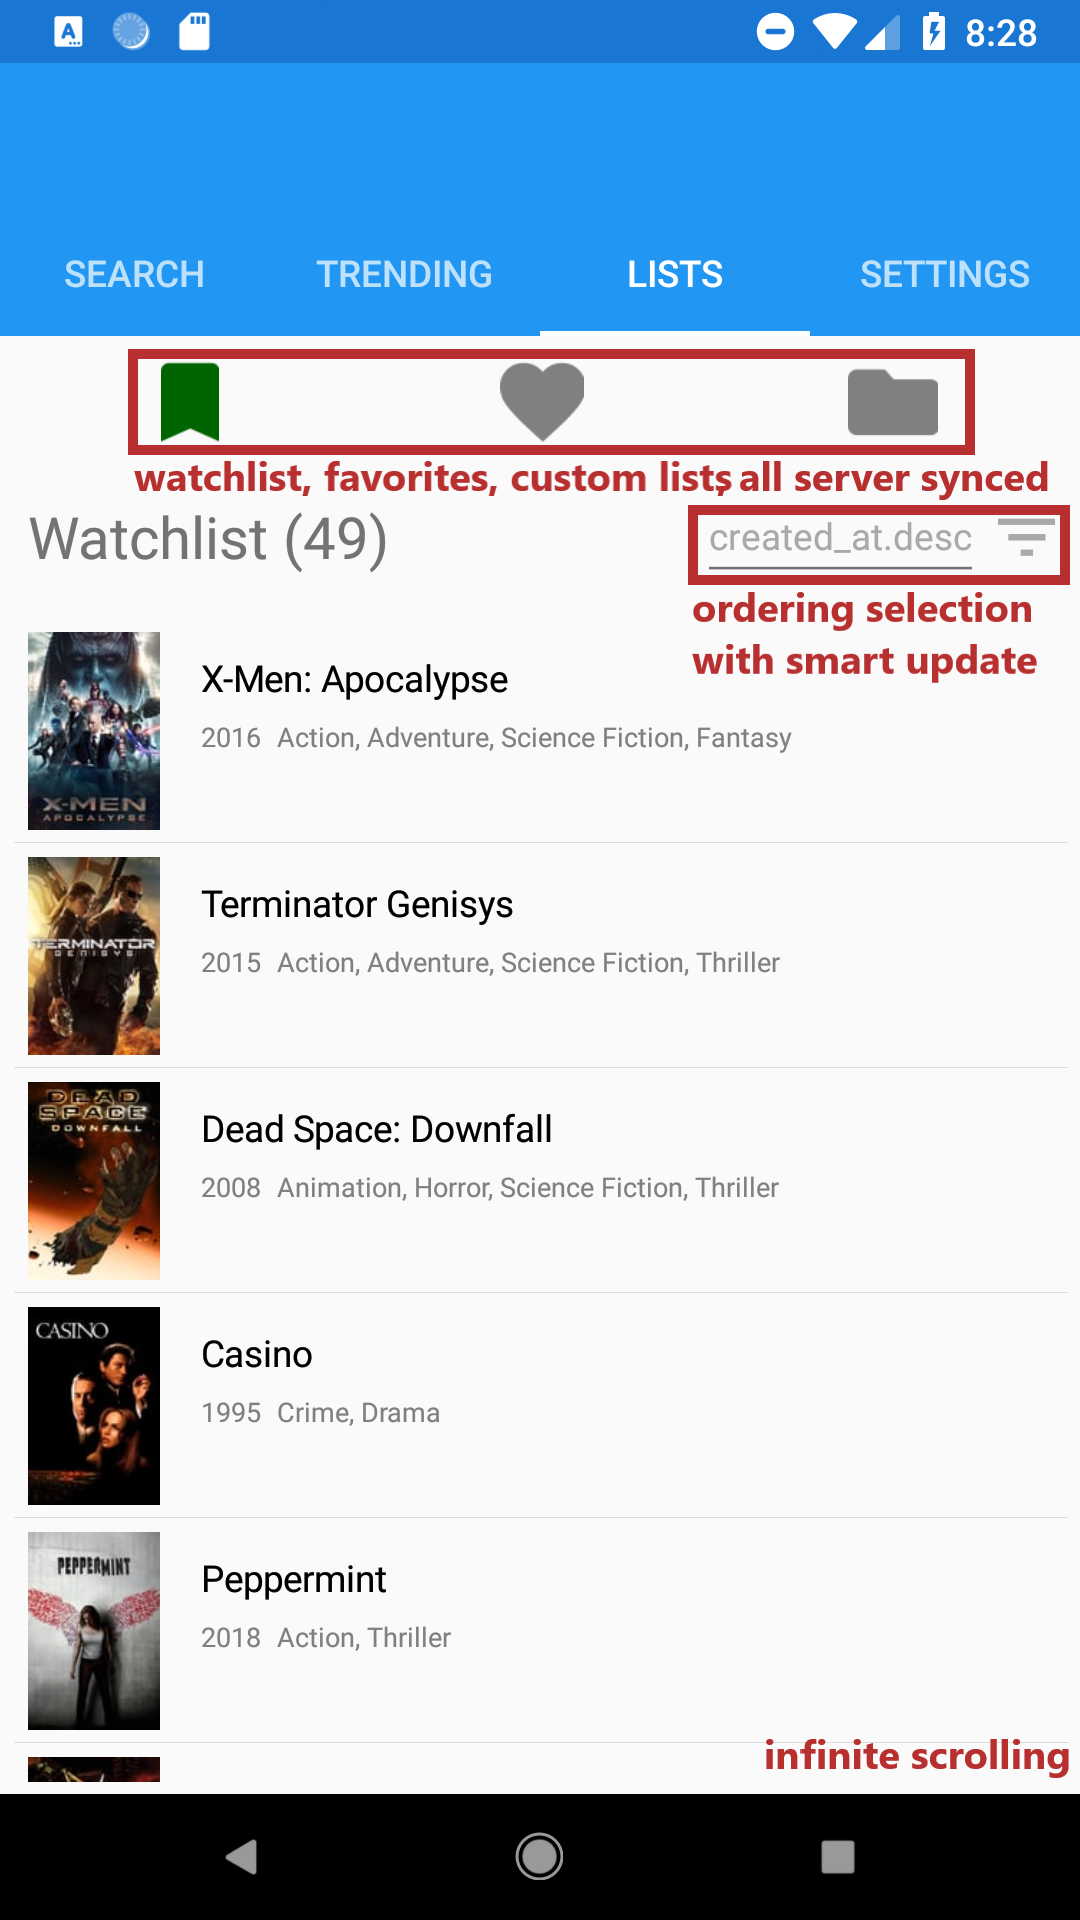 A
8:28
SEARCH TRENDING LISTS SETTINGS
watchlist, favorites, custom lists, all server synced
Watchlist (49) created_at.desc
ordering selection
with smart update
X-Men: Apocalypse
2016 Action, Adventure, Science Fiction, Fantasy
X-MEN
APOCALYPSE
Terminator Genisys
2015 Action, Adventure, Science Fiction, Thriller
TERMINATOR
GENISYS
DEAD
SPACE
DOWNFALL
Dead Space: Downfall
2008 Animation, Horror, Science Fiction, Thriller
CASINO
Casino
1995 Crime, Drama
PEPPERMINT
Peppermint
2018 Action, Thriller
infinite scrolling